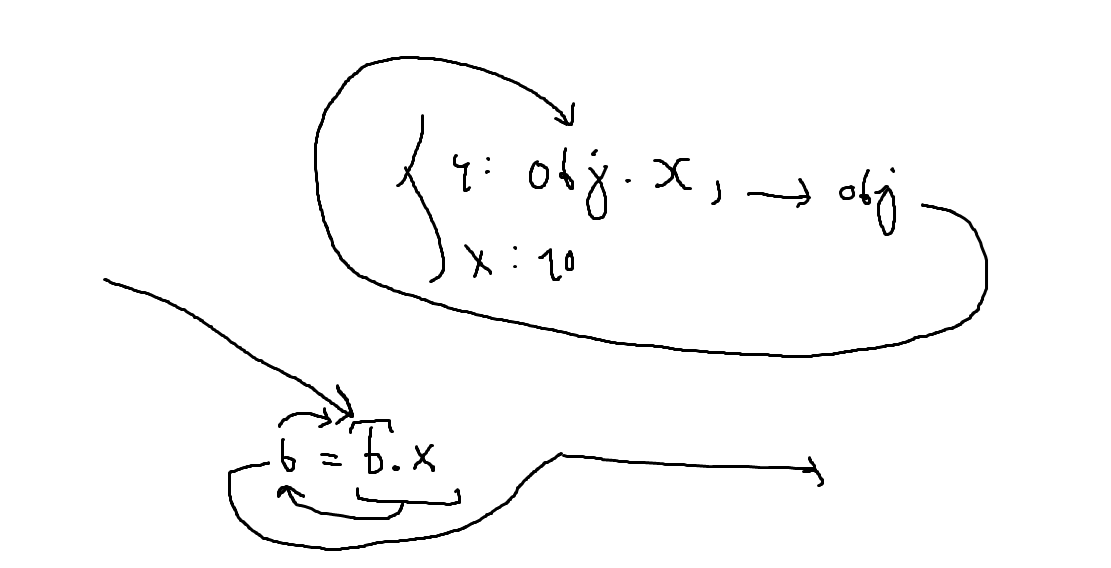 y: obj.x, → obj
x: 10
b = b.x